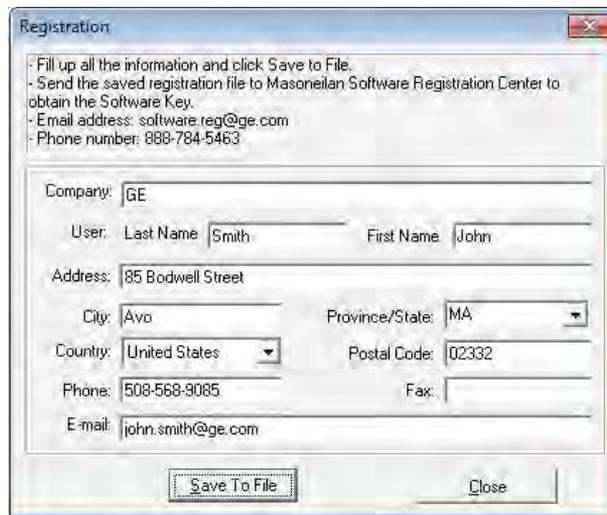 Registration
- Fill up all the information and click Save to File.
- Send the saved registration file to Masoneilan Software Registration Center to
obtain the Software Key.
- Email address: software.reg@ge.com
- Phone number: 888-784-5463
Company: GE
User: Last Name Smith First Name John
Address: 85 Bodwell Street
City: Avo Province/State: MA
Country: United States Postal Code: 02332
Phone: 508-568-9085 Fax:
E-mail: john.smith@ge.com
Save To File Close